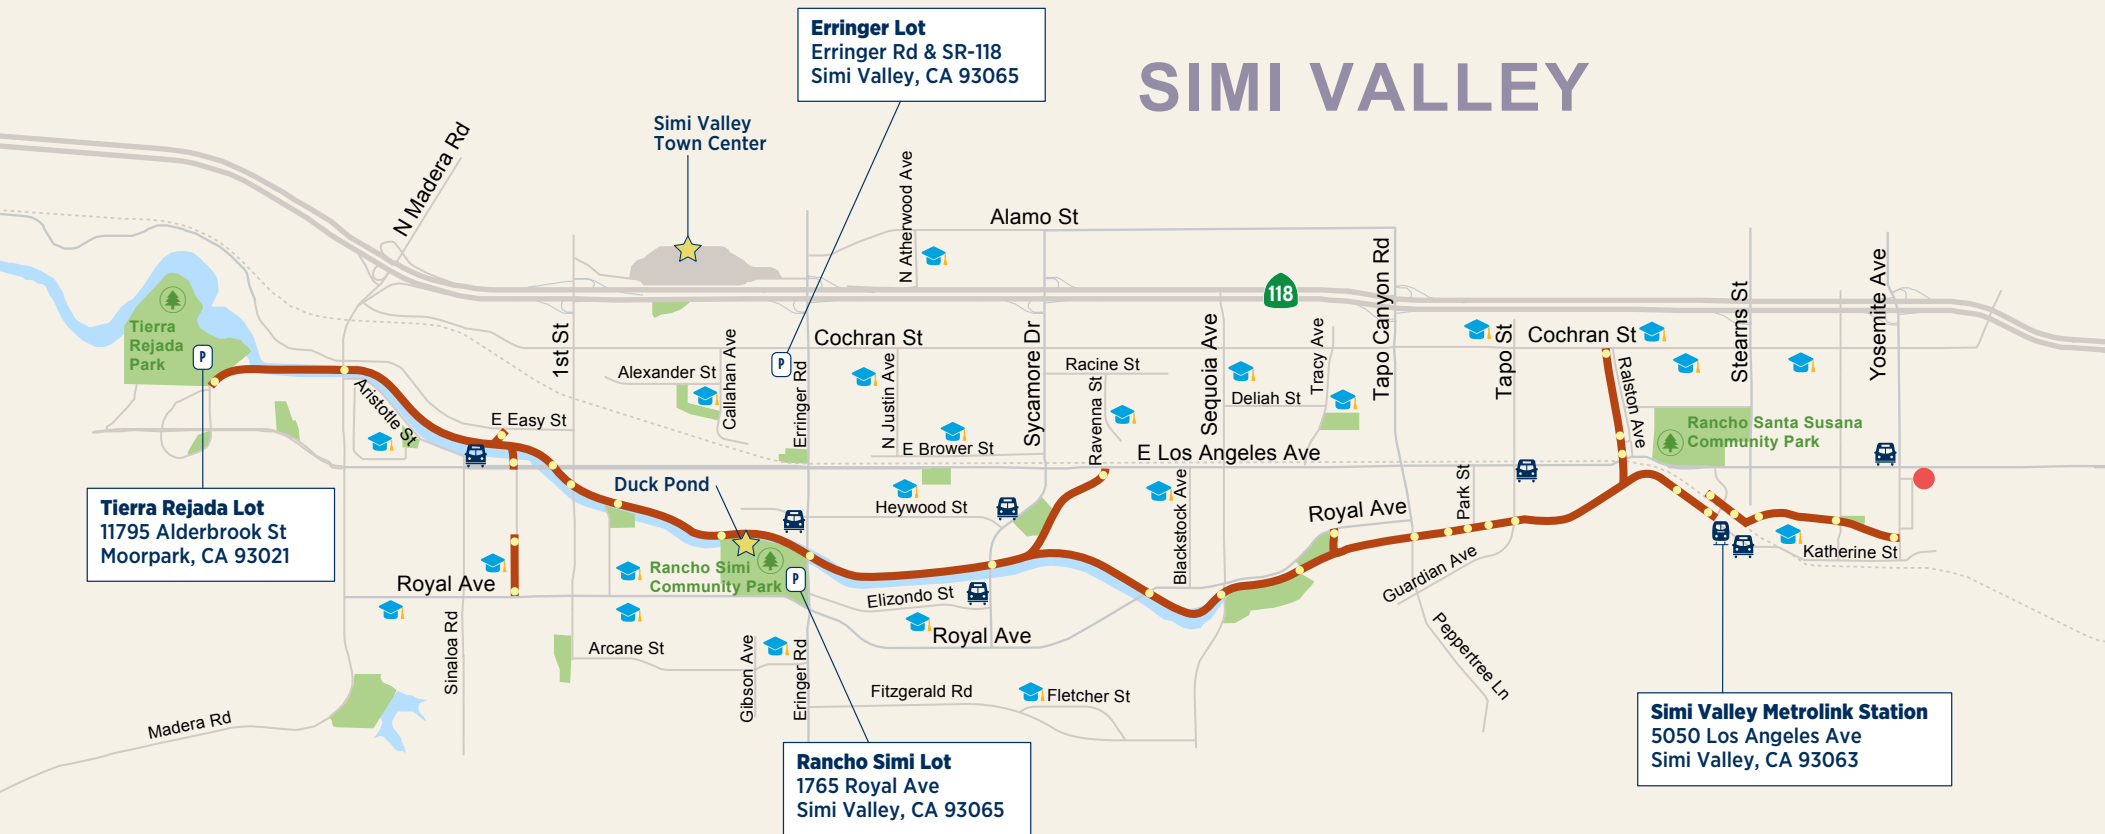 Erringer Lot
Erringer Rd & SR-118
Simi Valley, CA 93065
SIMI VALLEY
Simi Valley
Town Center
N Madera Rd
N Atherwood Ave
Alamo St
118
Tierra
Rejada
Park
P
1st St
Cochran St
Callahan Ave
Alexander St
P
Erringer Rd
N Justin Ave
Sycamore Dr
Racine St
Ravenna St
Sequoia Ave
Deliah St
Tracy Ave
Tapo Canyon Rd
Tapo St
Cochran St
Ralston Ave
Stearns St
Yosemite Ave
Aristotle St
E Easy St
E Brower St
E Los Angeles Ave
Rancho Santa Susana
Community Park
Duck Pond
Heywood St
Blackstock Ave
Park St
Royal Ave
Tierra Rejada Lot
11795 Alderbrook St
Moorpark, CA 93021
Royal Ave
Rancho Simi
Community Park
P
Elizondo St
Royal Ave
Guardian Ave
Katherine St
Sinaloa Rd
Arcane St
Gibson Ave
Eringer Rd
Fitzgerald Rd
Fletcher St
Peppertree Ln
Madera Rd
Rancho Simi Lot
1765 Royal Ave
Simi Valley, CA 93065
Simi Valley Metrolink Station
5050 Los Angeles Ave
Simi Valley, CA 93063